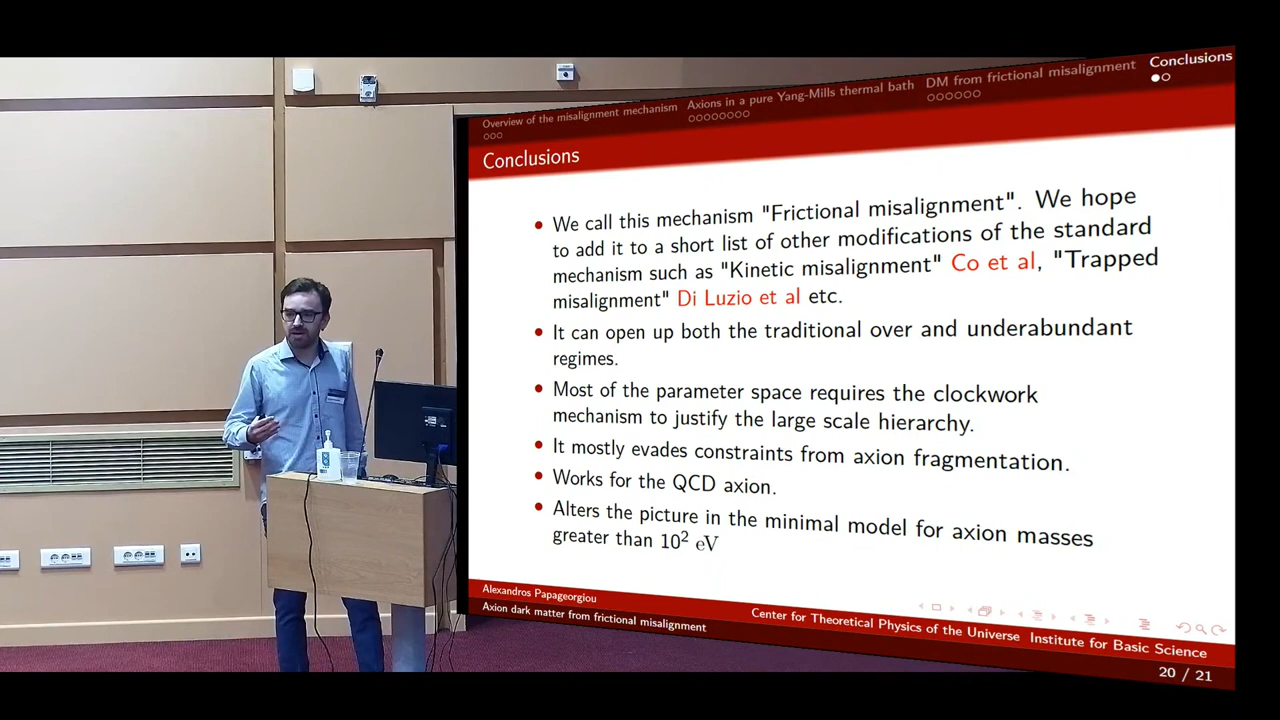 Overview of the misalignment mechanism
Axions in a pure Yang-Mills thermal bath
DM from frictional misalignment
Conclusions
Conclusions
• We call this mechanism "Frictional misalignment". We hope
to add it to a short list of other modifications of the standard
mechanism such as "Kinetic misalignment" Co et al, "Trapped
misalignment" Di Luzio et al etc.
• It can open up both the traditional over and underabundant
regimes.
• Most of the parameter space requires the clockwork
mechanism to justify the large scale hierarchy.
• It mostly evades constraints from axion fragmentation.
• Works for the QCD axion.
• Alters the picture in the minimal model for axion masses
greater than 10² eV
Alexandros Papageorgiou
Center for Theoretical Physics of the Universe Institute for Basic Science
Axion dark matter from frictional misalignment
20 / 21